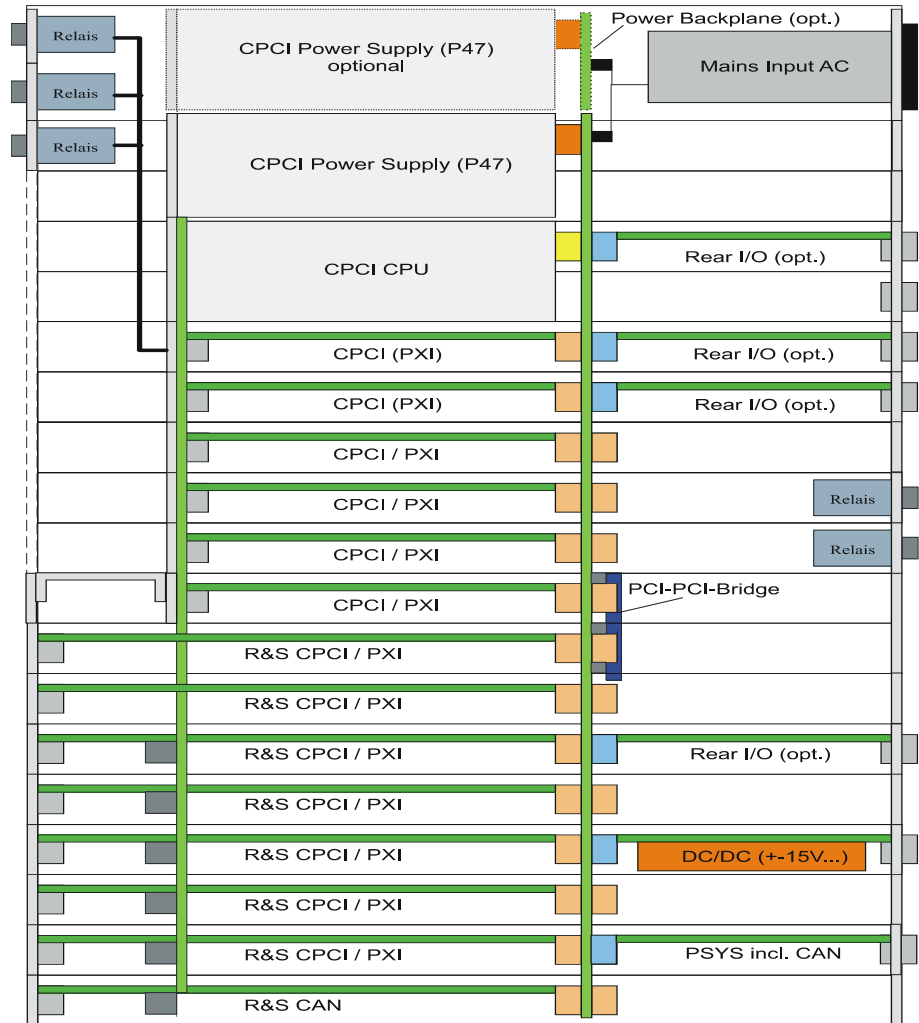 Relais
CPCI Power Supply (P47)
optional
Power Backplane (opt.)
Mains Input AC
Relais
Relais
CPCI Power Supply (P47)
CPCI CPU
Rear I/O (opt.)
CPCI (PXI)
Rear I/O (opt.)
CPCI (PXI)
Rear I/O (opt.)
CPCI / PXI
CPCI / PXI
Relais
CPCI / PXI
Relais
CPCI / PXI
PCI-PCI-Bridge
R&S CPCI / PXI
R&S CPCI / PXI
R&S CPCI / PXI
Rear I/O (opt.)
R&S CPCI / PXI
R&S CPCI / PXI
DC/DC (+-15V...)
R&S CPCI / PXI
R&S CPCI / PXI
PSYS incl. CAN
R&S CAN